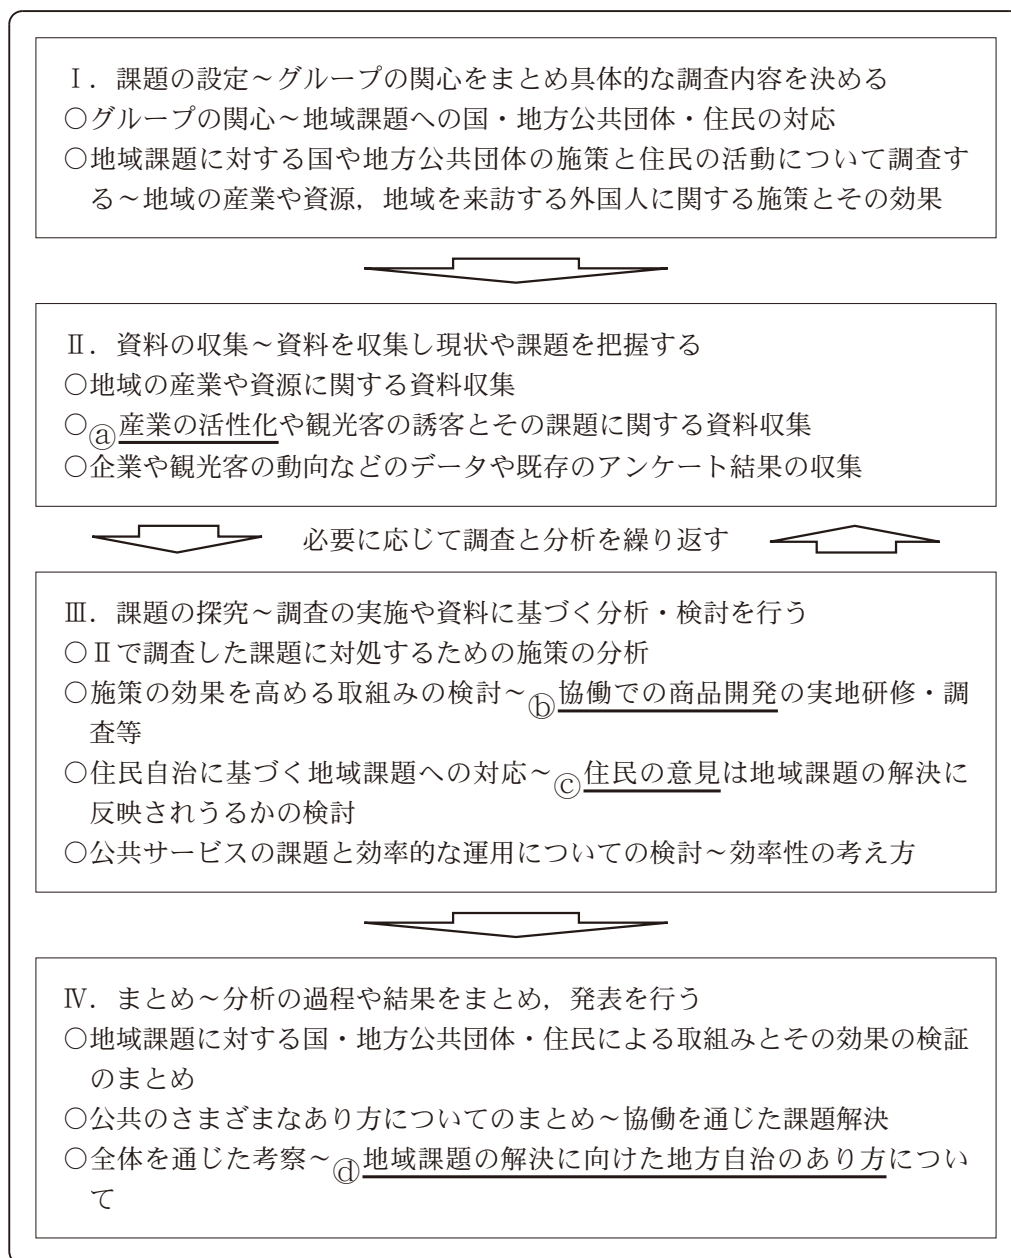 Ⅰ．課題の設定～グループの関心をまとめ具体的な調査内容を決める
○グループの関心～地域課題への国・地方公共団体・住民の対応
○地域課題に対する国や地方公共団体の施策と住民の活動について調査す
る～地域の産業や資源，地域を来訪する外国人に関する施策とその効果
Ⅱ．資料の収集～資料を収集し現状や課題を把握する
○地域の産業や資源に関する資料収集
○ⓐ産業の活性化や観光客の誘客とその課題に関する資料収集
○企業や観光客の動向などのデータや既存のアンケート結果の収集
必要に応じて調査と分析を繰り返す
Ⅲ．課題の探究～調査の実施や資料に基づく分析・検討を行う
○Ⅱで調査した課題に対処するための施策の分析
○施策の効果を高める取組みの検討～ⓑ協働での商品開発の実地研修・調
査等
○住民自治に基づく地域課題への対応～ⓒ住民の意見は地域課題の解決に
反映されうるかの検討
○公共サービスの課題と効率的な運用についての検討～効率性の考え方
Ⅳ．まとめ～分析の過程や結果をまとめ，発表を行う
○地域課題に対する国・地方公共団体・住民による取組みとその効果の検証
のまとめ
○公共のさまざまなあり方についてのまとめ～協働を通じた課題解決
○全体を通じた考察～ⓓ地域課題の解決に向けた地方自治のあり方につい
て